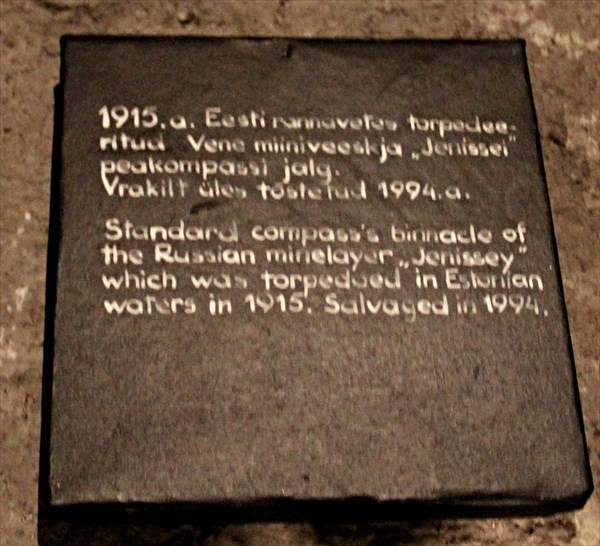 1915.a. Eesti rannavetes torpedee-
ritud Vene miiniveeskja „Jenissei"
peakompassi jalg.
Vrakilt üles tõstetud 1994.a.
Standard compass's binnacle of
the Russian minelayer „Jenissey"
which was torpedoed in Estonian
waters in 1915. Salvaged in 1994.